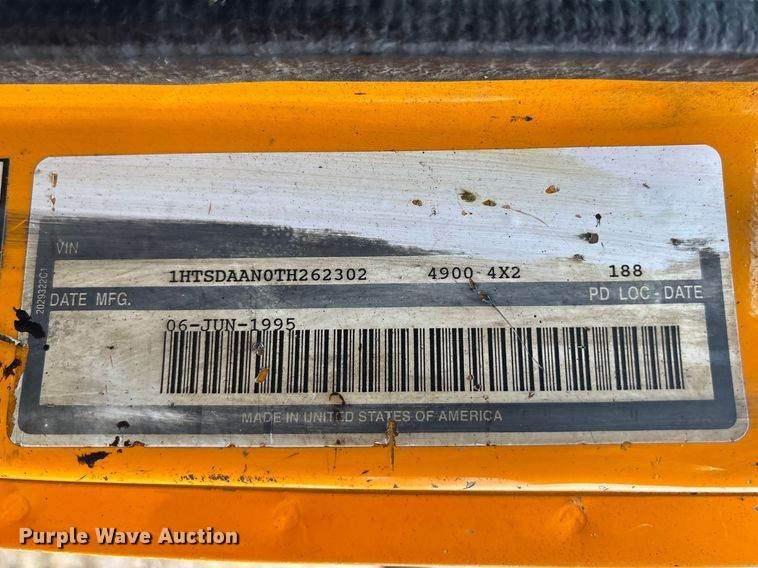 VIN
1HTSDAAN0TH262302 4900 4X2 188
DATE MFG. PD LOC - DATE
06-JUN-1995
MADE IN UNITED STATES OF AMERICA
2029322C1
Purple Wave Auction®